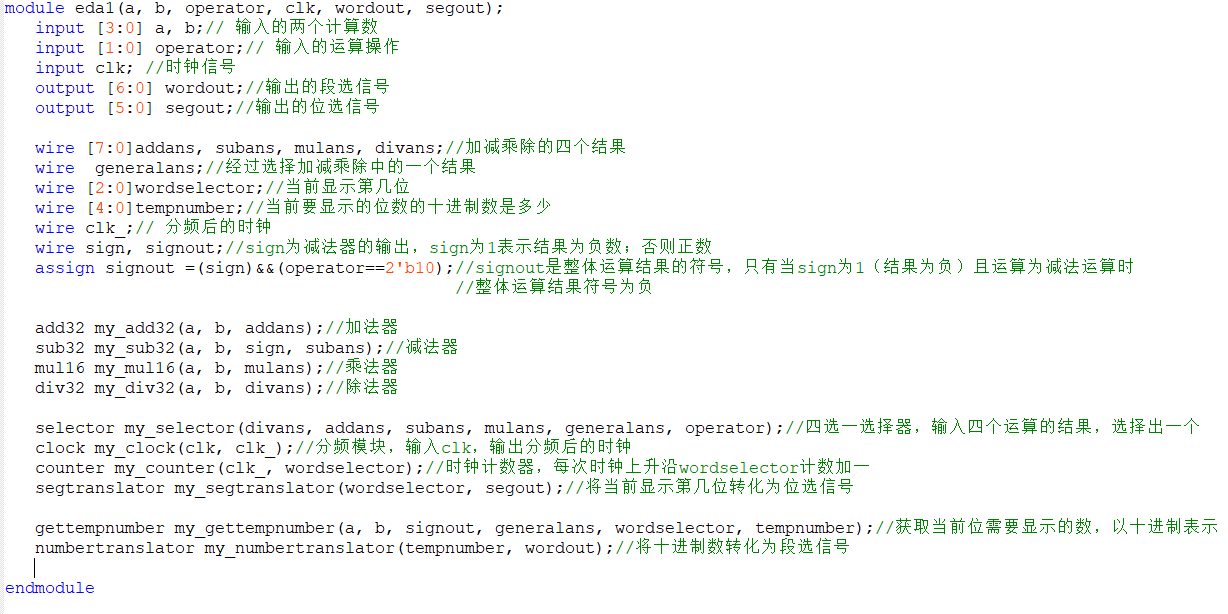 module eda1(a, b, operator, clk, wordout, segout);
input [3:0] a, b;// 输入的两个计算数
input [1:0] operator;// 输入的运算操作
input clk; //时钟信号
output [6:0] wordout;//输出的段选信号
output [5:0] segout;//输出的位选信号
wire [7:0]addans, subans, mulans, divans;//加减乘除的四个结果
wire  generalans;//经过选择加减乘除中的一个结果
wire [2:0]wordselector;//当前显示第几位
wire [4:0]tempnumber;//当前要显示的位数的十进制数是多少
wire clk_;// 分频后的时钟
wire sign, signout;//sign为减法器的输出，sign为1表示结果为负数；否则正数
assign signout =(sign)&&(operator==2'b10);//signout是整体运算结果的符号，只有当sign为1（结果为负）且运算为减法运算时
//整体运算结果符号为负
add32 my_add32(a, b, addans);//加法器
sub32 my_sub32(a, b, sign, subans);//减法器
mul16 my_mul16(a, b, mulans);//乘法器
div32 my_div32(a, b, divans);//除法器
selector my_selector(divans, addans, subans, mulans, generalans, operator);//四选一选择器，输入四个运算的结果，选择出一个
clock my_clock(clk, clk_);//分频模块，输入clk，输出分频后的时钟
counter my_counter(clk_, wordselector);//时钟计数器，每次时钟上升沿wordselector计数加一
segtranslator my_segtranslator(wordselector, segout);//将当前显示第几位转化为位选信号
gettempnumber my_gettempnumber(a, b, signout, generalans, wordselector, tempnumber);//获取当前位需要显示的数，以十进制表示
numbertranslator my_numbertranslator(tempnumber, wordout);//将十进制数转化为段选信号
endmodule